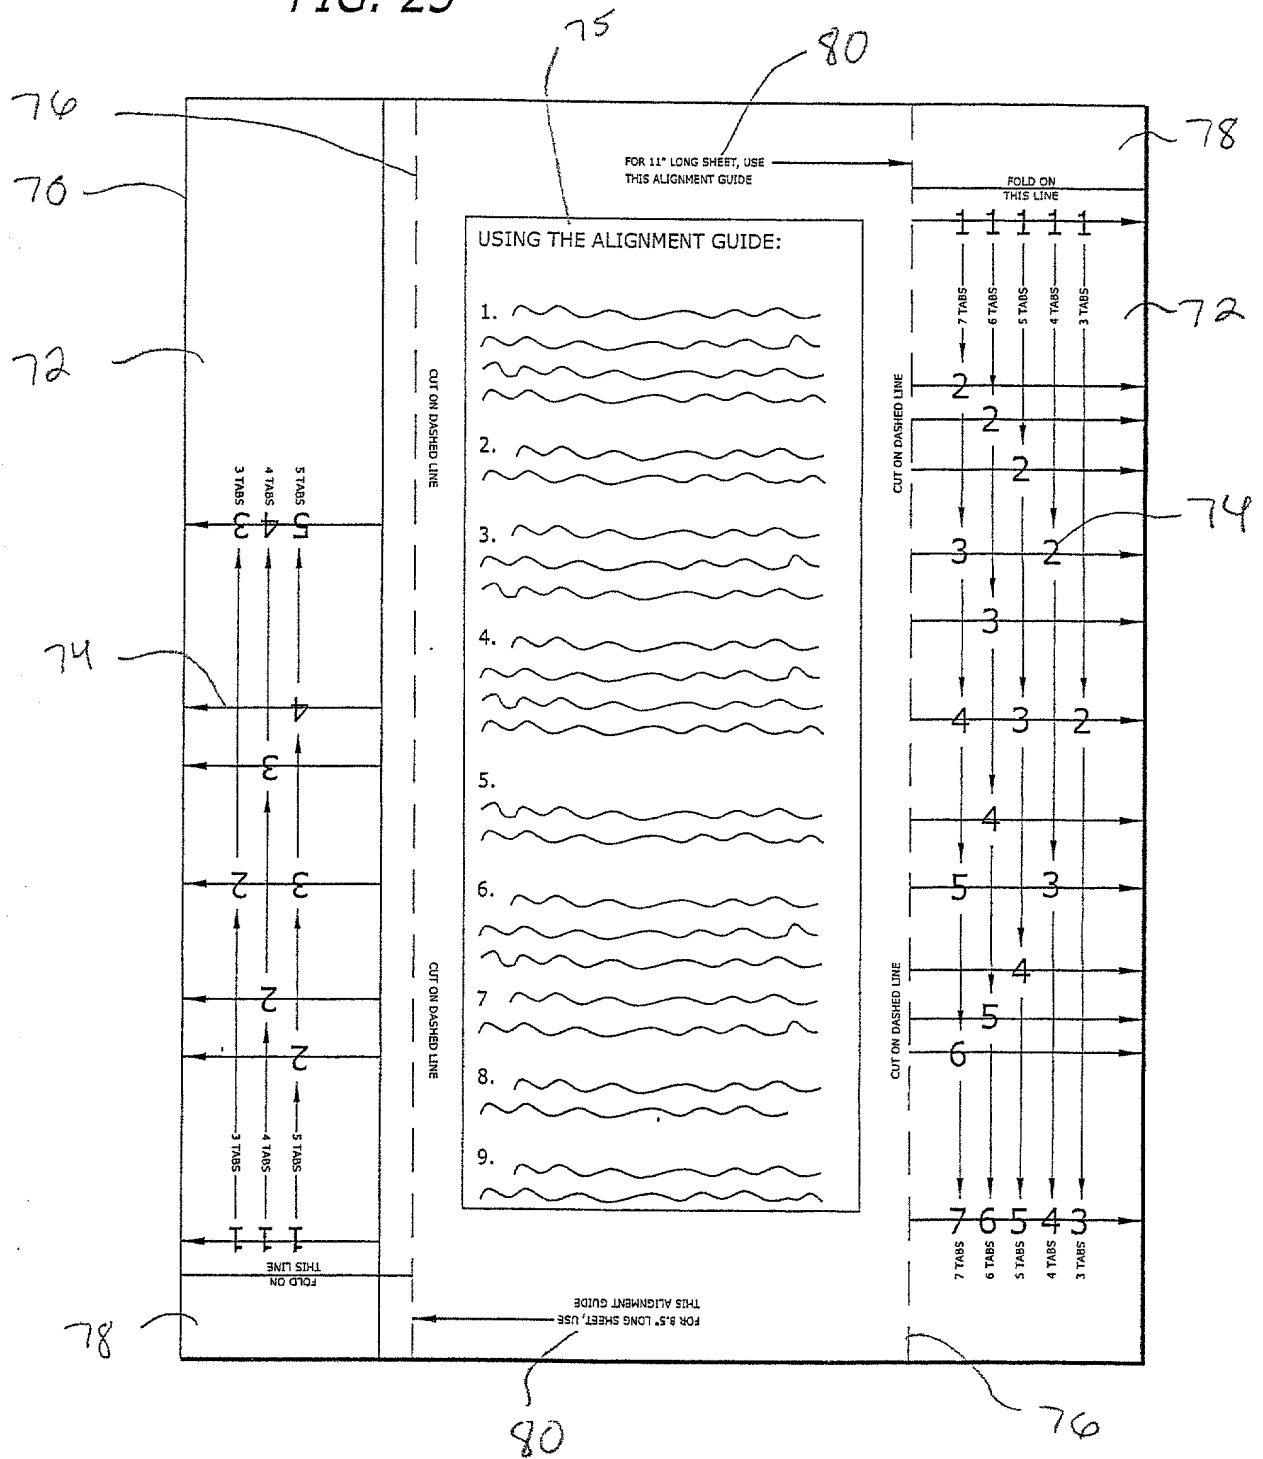 FIG. 25
75
80
76
78
70
FOR 11" LONG SHEET, USE
THIS ALIGNMENT GUIDE
FOLD ON
THIS LINE
1 1 1 1 1
USING THE ALIGNMENT GUIDE:
7 TABS
6 TABS
5 TABS
4 TABS
3 TABS
72
1.
72
CUT ON DASHED LINE
CUT ON DASHED LINE
2
2
2.
2
3 TABS
4 TABS
5 TABS
3 4 5
74
3.
3 2
3
4.
74
4
4 3 2
3
5.
4
2 3
6.
5 3
CUT ON DASHED LINE
CUT ON DASHED LINE
4
2
7
5
2
6
8.
3 TABS
4 TABS
5 TABS
9.
1 1 1
7 6 5 4 3
THIS LINE
FOLD ON
7 TABS
6 TABS
5 TABS
4 TABS
3 TABS
FOR 8.5" LONG SHEET, USE
THIS ALIGNMENT GUIDE
78
80
76